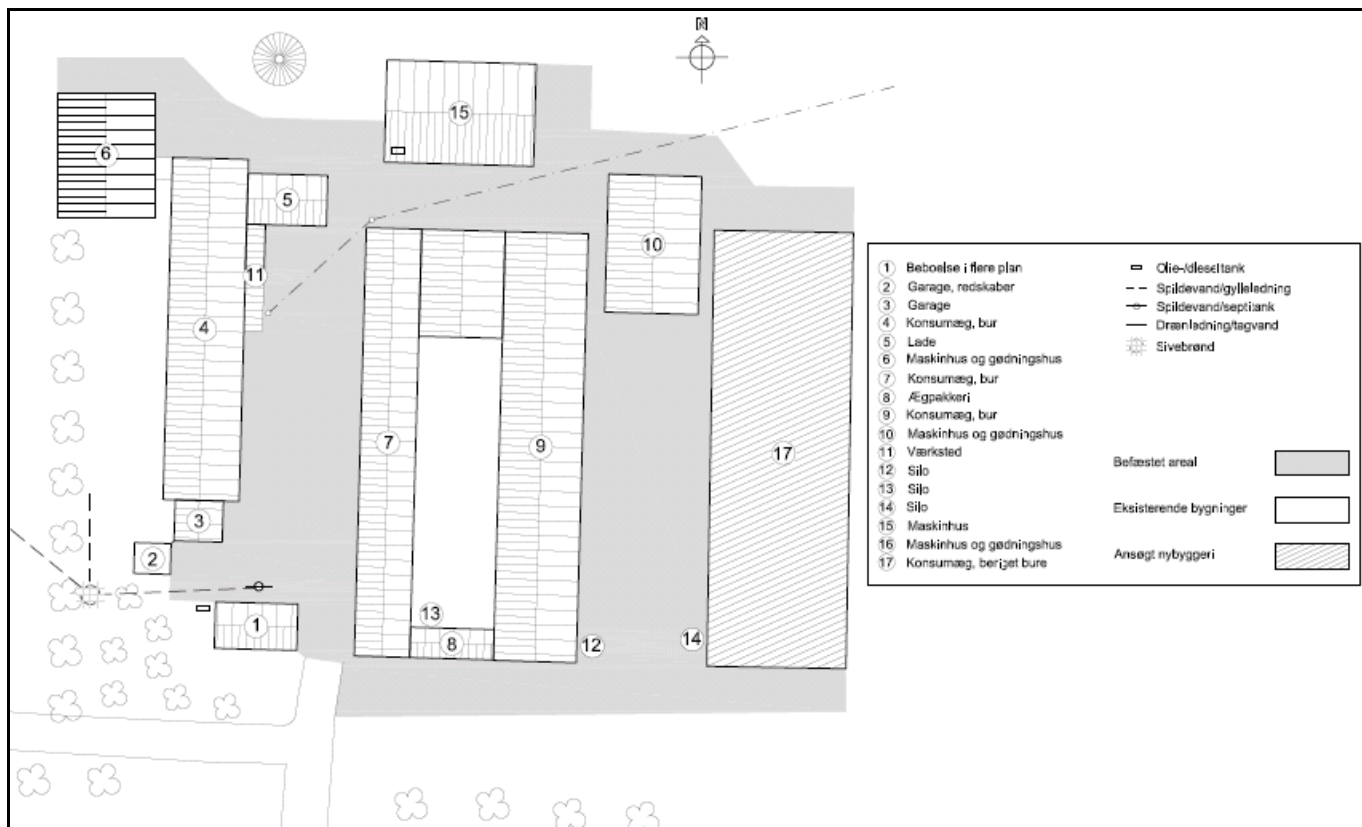 N
15
6
5
10
11
4
7
9
17
3
2
13
1
8
12
14
1 Beboelse i flere plan
2 Garage, redskaber
3 Garage
4 Konsumæg, bur
5 Lade
6 Maskinhus og gødningshus
7 Konsumæg, bur
8 Ægpakkeri
9 Konsumæg, bur
10 Maskinhus og gødningshus
11 Værksted
12 Silo
13 Silo
14 Silo
15 Maskinhus
16 Maskinhus og gødningshus
17 Konsumæg, beriget bure
Olie-/dieseltank
Spildevand/gylleledning
Spildevand/septitank
Drænledning/tagvand
Sivebrønd
Befæstet areal
Eksisterende bygninger
Ansøgt nybyggeri